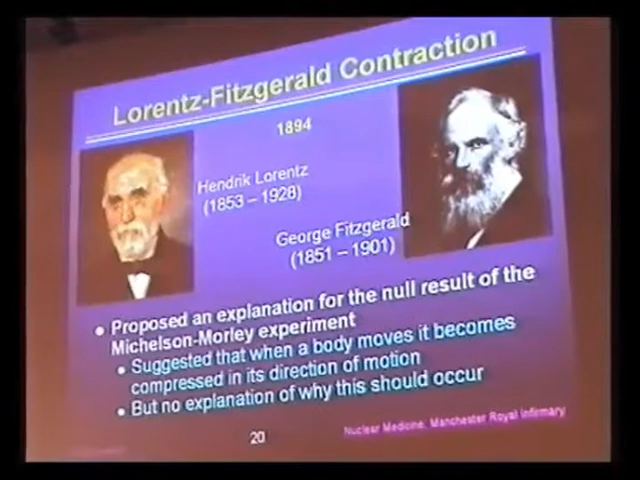 Lorentz-Fitzgerald Contraction
1894
Hendrik Lorentz
(1853 – 1928)
George Fitzgerald
(1851 – 1901)
• Proposed an explanation for the null result of the
Michelson-Morley experiment
• Suggested that when a body moves it becomes
compressed in its direction of motion
• But no explanation of why this should occur
20
Nuclear Medicine, Manchester Royal Infirmary